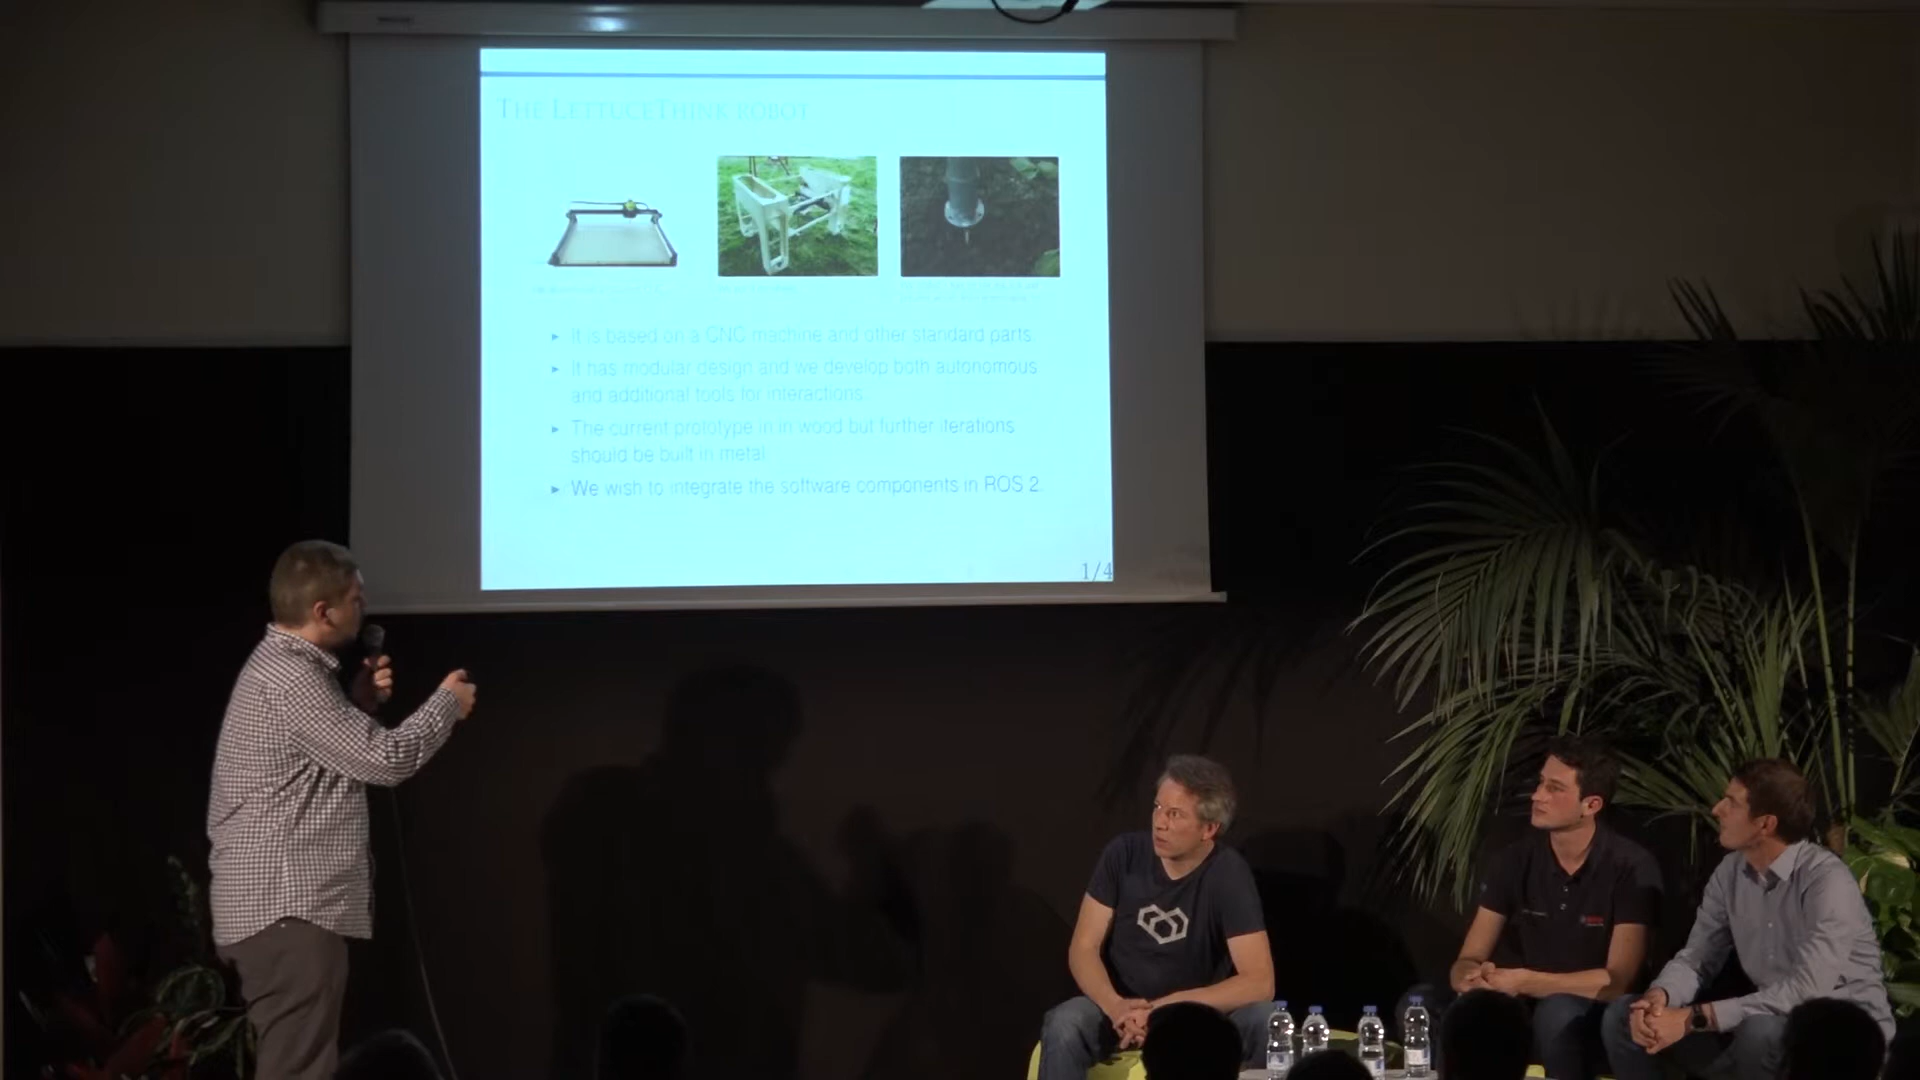 THE LETTUCETHINK ROBOT
▸ It is based on a CNC machine and other standard parts.
▸ It has modular design and we develop both autonomous
and additional tools for interactions.
▸ The current prototype in in wood but further iterations
should be built in metal
▸ We wish to integrate the software components in ROS 2.
1/4